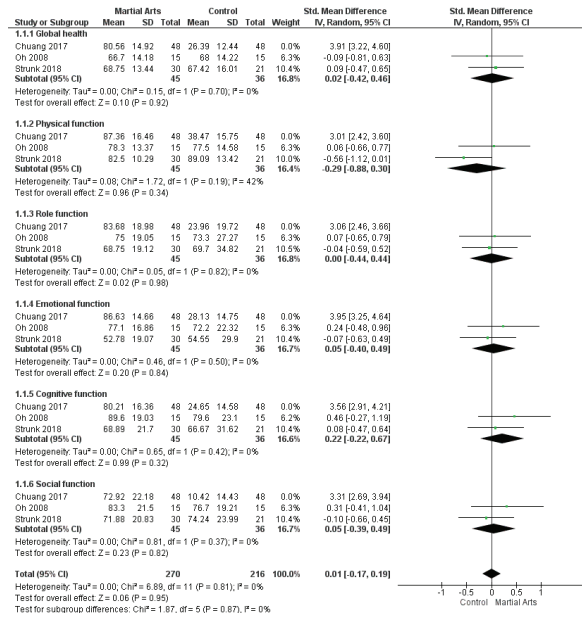 Martial Arts Control Std. Mean Difference Std. Mean Difference
Study or Subgroup Mean SD Total Mean SD Total Weight IV, Random, 95% CI IV, Random, 95% CI
1.1.1 Global health
Chuang 2017 80.56 14.92 48 26.39 12.44 48 0.0% 3.91 [3.22, 4.60]
Oh 2008 66.7 14.18 15 68 14.22 15 6.4% -0.09 [-0.81, 0.63]
Strunk 2018 68.75 13.44 30 67.42 16.01 21 10.4% 0.09 [-0.47, 0.65]
Subtotal (95% CI) 45 36 16.8% 0.02 [-0.42, 0.46]
Heterogeneity: Tau² = 0.00; Chi² = 0.15, df = 1 (P = 0.70); I² = 0%
Test for overall effect: Z = 0.10 (P = 0.92)
1.1.2 Physical function
Chuang 2017 87.36 16.46 48 38.47 15.75 48 0.0% 3.01 [2.42, 3.60]
Oh 2008 78.3 13.37 15 77.5 14.58 15 6.4% 0.06 [-0.66, 0.77]
Strunk 2018 82.5 10.29 30 89.09 13.42 21 10.0% -0.56 [-1.12, 0.01]
Subtotal (95% CI) 45 36 16.4% -0.29 [-0.88, 0.30]
Heterogeneity: Tau² = 0.08; Chi² = 1.72, df = 1 (P = 0.19); I² = 42%
Test for overall effect: Z = 0.96 (P = 0.34)
1.1.3 Role function
Chuang 2017 83.68 18.98 48 23.96 19.72 48 0.0% 3.06 [2.46, 3.66]
Oh 2008 75 19.05 15 73.3 27.27 15 6.4% 0.07 [-0.65, 0.79]
Strunk 2018 68.75 19.12 30 69.7 34.82 21 10.4% -0.04 [-0.59, 0.52]
Subtotal (95% CI) 45 36 16.8% 0.00 [-0.44, 0.44]
Heterogeneity: Tau² = 0.00; Chi² = 0.05, df = 1 (P = 0.82); I² = 0%
Test for overall effect: Z = 0.02 (P = 0.98)
1.1.4 Emotional function
Chuang 2017 86.63 14.66 48 28.13 14.75 48 0.0% 3.95 [3.25, 4.64]
Oh 2008 77.1 16.86 15 72.2 22.32 15 6.4% 0.24 [-0.48, 0.96]
Strunk 2018 52.78 19.07 30 54.55 29.9 21 10.4% -0.07 [-0.63, 0.49]
Subtotal (95% CI) 45 36 16.7% 0.05 [-0.40, 0.49]
Heterogeneity: Tau² = 0.00; Chi² = 0.46, df = 1 (P = 0.50); I² = 0%
Test for overall effect: Z = 0.20 (P = 0.84)
1.1.5 Cognitive function
Chuang 2017 80.21 16.36 48 24.65 14.58 48 0.0% 3.56 [2.91, 4.21]
Oh 2008 89.6 19.03 15 79.6 23.1 15 6.2% 0.46 [-0.27, 1.19]
Strunk 2018 68.89 21.7 30 66.67 31.62 21 10.4% 0.08 [-0.47, 0.64]
Subtotal (95% CI) 45 36 16.6% 0.22 [-0.22, 0.67]
Heterogeneity: Tau² = 0.00; Chi² = 0.65, df = 1 (P = 0.42); I² = 0%
Test for overall effect: Z = 0.99 (P = 0.32)
1.1.6 Social function
Chuang 2017 72.92 22.18 48 10.42 14.43 48 0.0% 3.31 [2.69, 3.94]
Oh 2008 83.3 21.5 15 76.7 19.21 15 6.3% 0.31 [-0.41, 1.04]
Strunk 2018 71.88 20.83 30 74.24 23.99 21 10.4% -0.10 [-0.66, 0.45]
Subtotal (95% CI) 45 36 16.7% 0.05 [-0.39, 0.49]
Heterogeneity: Tau² = 0.00; Chi² = 0.81, df = 1 (P = 0.37); I² = 0%
Test for overall effect: Z = 0.23 (P = 0.82)
Total (95% CI) 270 216 100.0% 0.01 [-0.17, 0.19]
Heterogeneity: Tau² = 0.00; Chi² = 6.89, df = 11 (P = 0.81); I² = 0%
Test for overall effect: Z = 0.06 (P = 0.95)
Test for subgroup differences: Chi² = 1.87, df = 5 (P = 0.87), I² = 0%
-1 -0.5 0 0.5 1
Control Martial Arts